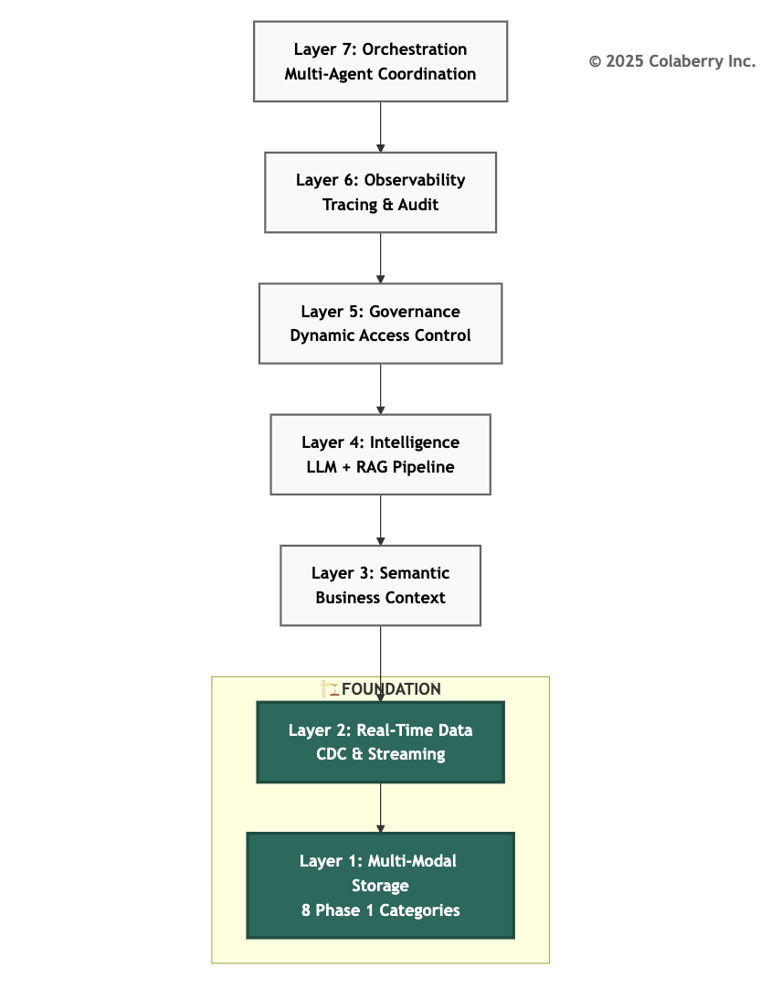 Layer 7: Orchestration
Multi-Agent Coordination
© 2025 Colaberry Inc.
Layer 6: Observability
Tracing & Audit
Layer 5: Governance
Dynamic Access Control
Layer 4: Intelligence
LLM + RAG Pipeline
Layer 3: Semantic
Business Context
🏗️FOUNDATION
Layer 2: Real-Time Data
CDC & Streaming
Layer 1: Multi-Modal
Storage
8 Phase 1 Categories